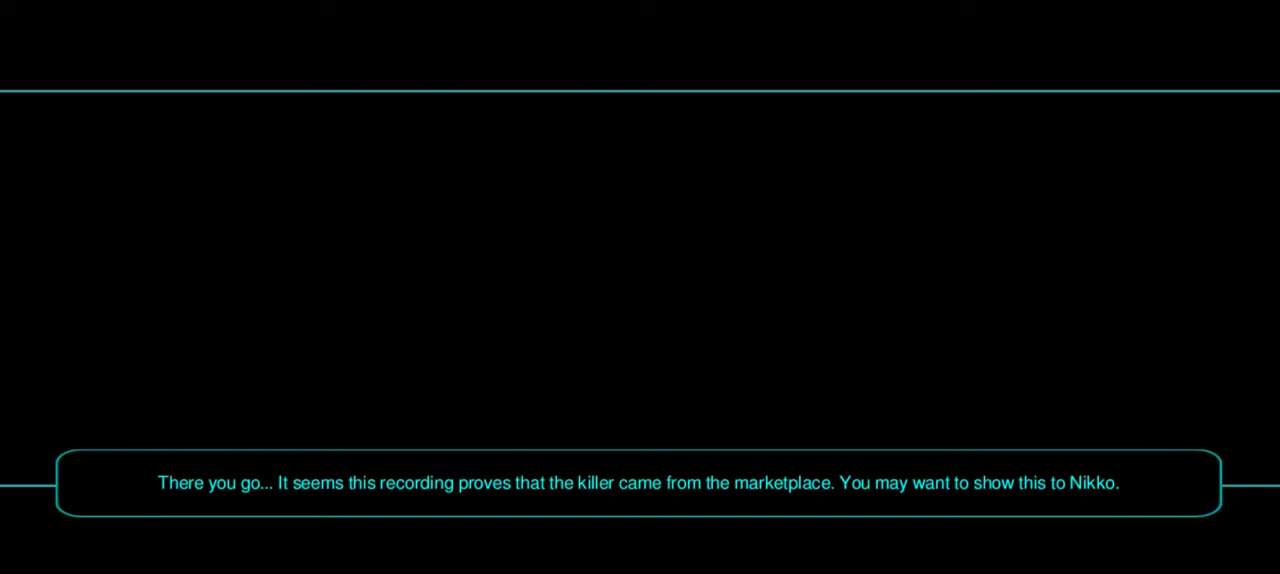 There you go... It seems this recording proves that the killer came from the marketplace. You may want to show this to Nikko.